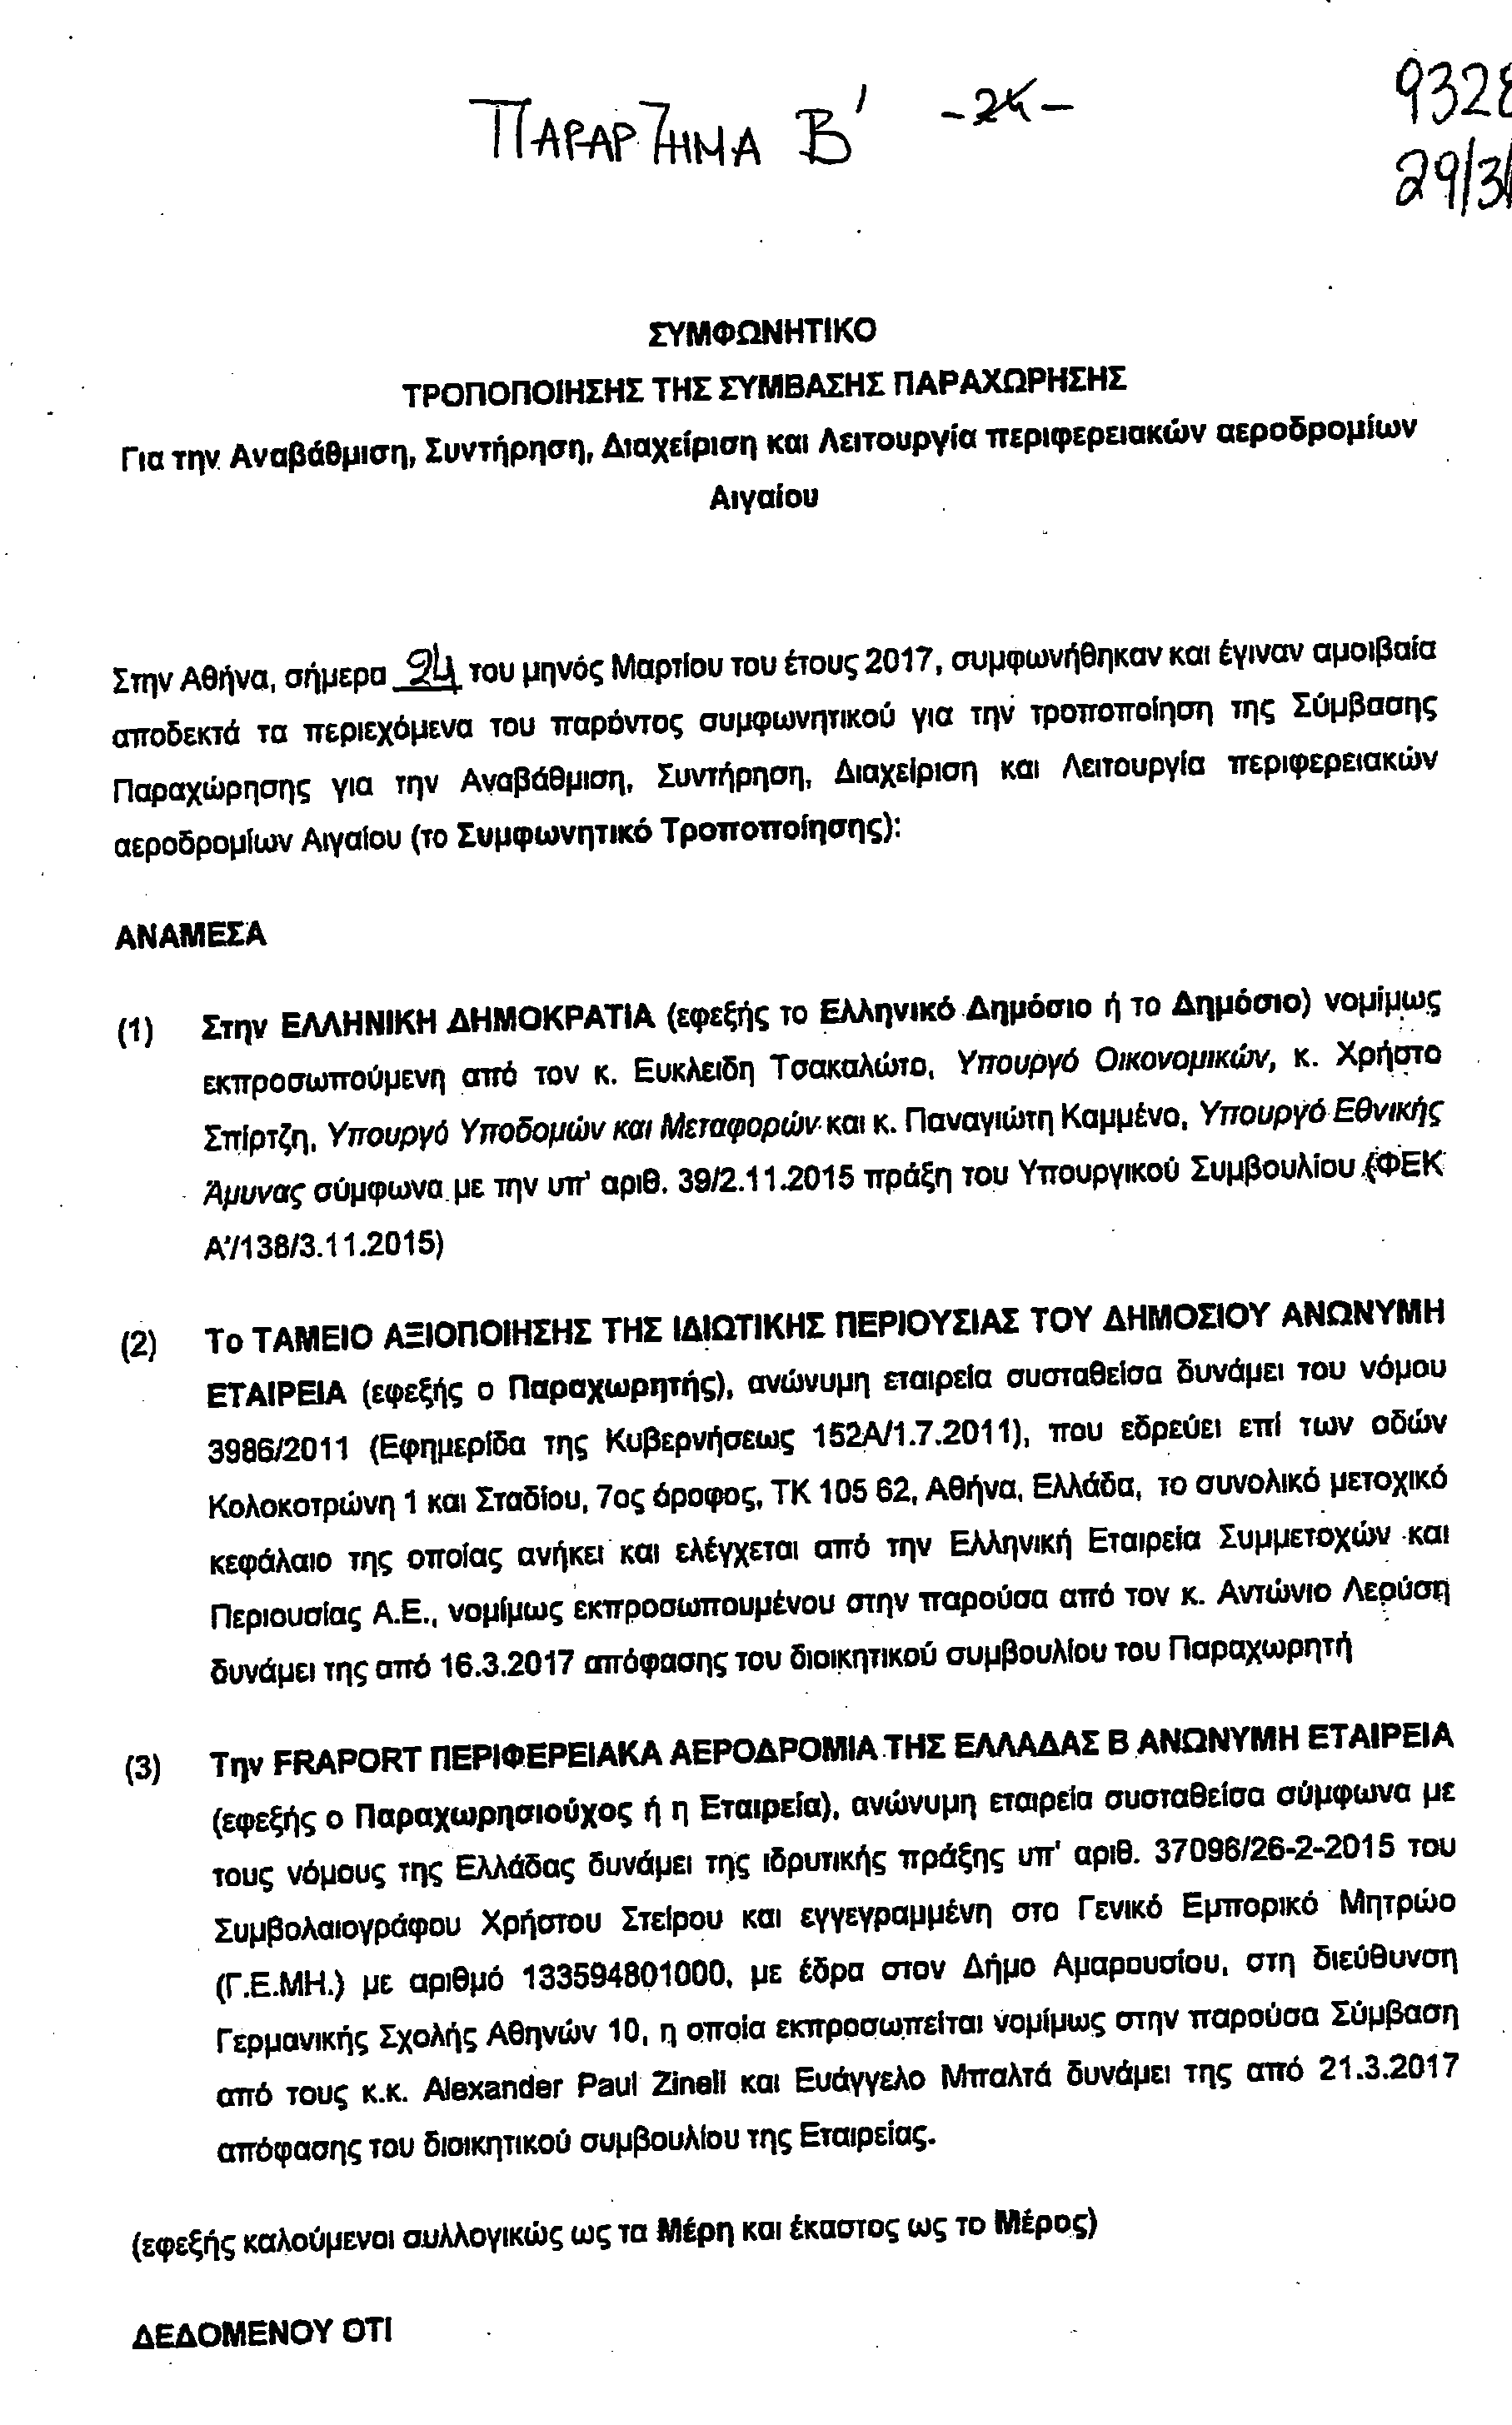 ΠΑΡΑΡΤΗΜΑ Β' -24-
932
29/3/
ΣΥΜΦΩΝΗΤΙΚΟ
ΤΡΟΠΟΠΟΙΗΣΗΣ ΤΗΣ ΣΥΜΒΑΣΗΣ ΠΑΡΑΧΩΡΗΣΗΣ
Για την Αναβάθμιση, Συντήρηση, Διαχείριση και Λειτουργία περιφερειακών αεροδρομίων
Αιγαίου
Στην Αθήνα, σήμερα 24 του μηνός Μαρτίου του έτους 2017, συμφωνήθηκαν και έγιναν αμοιβαία
αποδεκτά τα περιεχόμενα του παρόντος συμφωνητικού για την τροποποίηση της Σύμβασης
Παραχώρησης για την Αναβάθμιση, Συντήρηση, Διαχείριση και Λειτουργία περιφερειακών
αεροδρομίων Αιγαίου (το Συμφωνητικό Τροποποίησης):
ΑΝΑΜΕΣΑ
(1) Στην ΕΛΛΗΝΙΚΗ ΔΗΜΟΚΡΑΤΙΑ (εφεξής το Ελληνικό Δημόσιο ή το Δημόσιο) νομίμως
εκπροσωπούμενη από τον κ. Ευκλειδη Τσακαλώτο, Υπουργό Οικονομικών, κ. Χρήστο
Σπίρτζη, Υπουργό Υποδομών και Μεταφορών και κ. Παναγιώτη Καμμένο, Υπουργό Εθνικής
Άμυνας σύμφωνα με την υπ' αριθ. 39/2.11.2015 πράξη του Υπουργικού Συμβουλίου (ΦΕΚ
Α'/138/3.11.2015)
(2) Το ΤΑΜΕΙΟ ΑΞΙΟΠΟΙΗΣΗΣ ΤΗΣ ΙΔΙΩΤΙΚΗΣ ΠΕΡΙΟΥΣΙΑΣ ΤΟΥ ΔΗΜΟΣΙΟΥ ΑΝΩΝΥΜΗ
ΕΤΑΙΡΕΙΑ (εφεξής ο Παραχωρητής), ανώνυμη εταιρεία συσταθείσα δυνάμει του νόμου
3986/2011 (Εφημερίδα της Κυβερνήσεως 152Α/1.7.2011), που εδρεύει επί των οδών
Κολοκοτρώνη 1 και Σταδίου, 7ος όροφος, ΤΚ 105 62, Αθήνα, Ελλάδα, το συνολικό μετοχικό
κεφάλαιο της οποίας ανήκει και ελέγχεται από την Ελληνική Εταιρεία Συμμετοχών και
Περιουσίας Α.Ε., νομίμως εκπροσωπουμένου στην παρούσα από τον κ. Αντώνιο Λερύση
δυνάμει της από 16.3.2017 απόφασης του διοικητικού συμβουλίου του Παραχωρητή
(3) Την FRAPORT ΠΕΡΙΦΕΡΕΙΑΚΑ ΑΕΡΟΔΡΟΜΙΑ ΤΗΣ ΕΛΛΑΔΑΣ Β ΑΝΩΝΥΜΗ ΕΤΑΙΡΕΙΑ
(εφεξής ο Παραχωρησιούχος ή η Εταιρεία), ανώνυμη εταιρεία συσταθείσα σύμφωνα με
τους νόμους της Ελλάδας δυνάμει της ιδρυτικής πράξης υπ' αριθ. 37096/26-2-2015 του
Συμβολαιογράφου Χρήστου Στείρου και εγγεγραμμένη στο Γενικό Εμπορικό Μητρώο
(Γ.Ε.ΜΗ.) με αριθμό 133594801000, με έδρα στον Δήμο Αμαρουσίου, στη διεύθυνση
Γερμανικής Σχολής Αθηνών 10, η οποία εκπροσωπείται νομίμως στην παρούσα Σύμβαση
από τους κ.κ. Alexander Paul Zinell και Ευάγγελο Μπαλτά δυνάμει της από 21.3.2017
απόφασης του διοικητικού συμβουλίου της Εταιρείας.
(εφεξής καλούμενοι συλλογικώς ως τα Μέρη και έκαστος ως το Μέρος)
ΔΕΔΟΜΕΝΟΥ ΟΤΙ